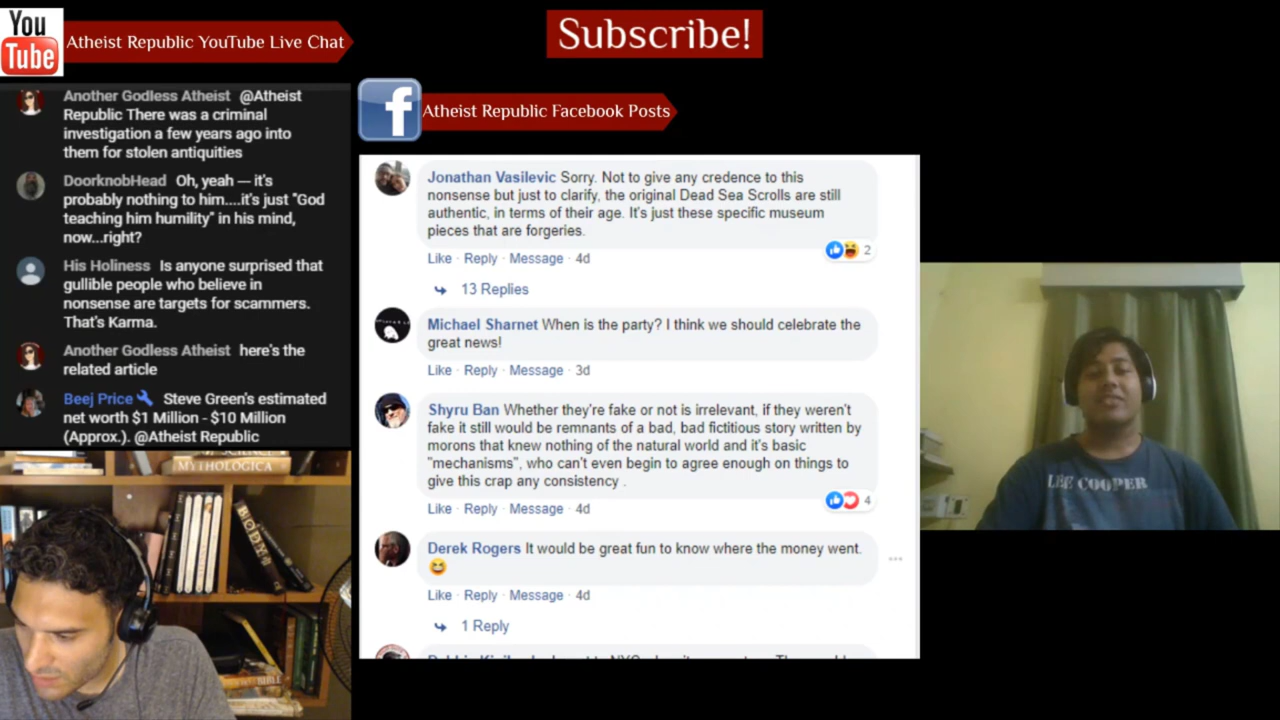 You
Tube
Atheist Republic YouTube Live Chat
Subscribe!
Another Godless Atheist @Atheist
Republic There was a criminal
investigation a few years ago into
them for stolen antiquities
DoorknobHead Oh, yeah — it's
probably nothing to him....it's just "God
teaching him humility" in his mind,
now...right?
His Holiness Is anyone surprised that
gullible people who believe in
nonsense are targets for scammers.
That's Karma.
Another Godless Atheist here's the
related article
Beej Price Steve Green's estimated
net worth $1 Million - $10 Million
(Approx.). @Atheist Republic
f
Atheist Republic Facebook Posts
Jonathan Vasilevic Sorry. Not to give any credence to this
nonsense but just to clarify, the original Dead Sea Scrolls are still
authentic, in terms of their age. It's just these specific museum
pieces that are forgeries.
2
Like · Reply · Message · 4d
13 Replies
Michael Sharnet When is the party? I think we should celebrate the
great news!
Like · Reply · Message · 3d
Shyru Ban Whether they're fake or not is irrelevant, if they weren't
fake it still would be remnants of a bad, bad fictitious story written by
morons that knew nothing of the natural world and it's basic
"mechanisms", who can't even begin to agree enough on things to
give this crap any consistency .
4
Like · Reply · Message · 4d
Derek Rogers It would be great fun to know where the money went.
Like · Reply · Message · 4d
1 Reply
MYTHOLOGICA
BODY
BIBLE
LEE COOPER